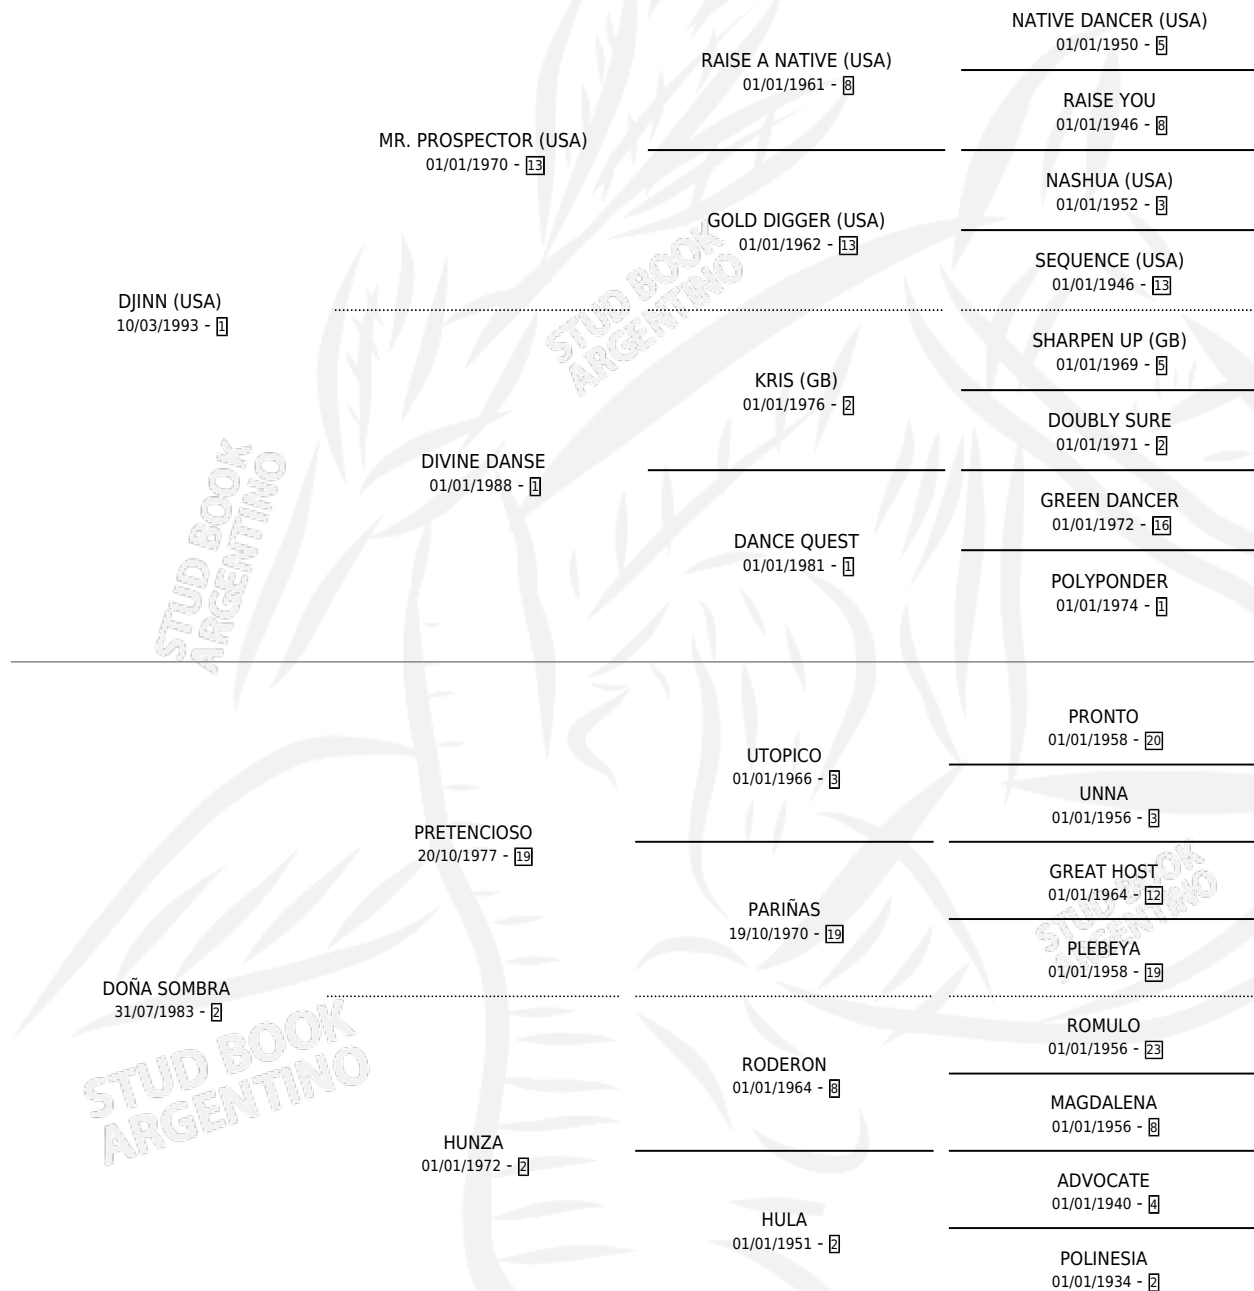 NATIVE DANCER (USA)
01/01/1950 - 5
RAISE A NATIVE (USA)
01/01/1961 - 8
RAISE YOU
01/01/1946 - 8
MR. PROSPECTOR (USA)
01/01/1970 - 13
NASHUA (USA)
01/01/1952 - 3
GOLD DIGGER (USA)
01/01/1962 - 13
SEQUENCE (USA)
01/01/1946 - 13
DJINN (USA)
10/03/1993 - 1
SHARPEN UP (GB)
01/01/1969 - 5
KRIS (GB)
01/01/1976 - 2
DOUBLY SURE
01/01/1971 - 2
DIVINE DANSE
01/01/1988 - 1
GREEN DANCER
01/01/1972 - 16
DANCE QUEST
01/01/1981 - 1
POLYPONDER
01/01/1974 - 1
PRONTO
01/01/1958 - 20
UTOPICO
01/01/1966 - 3
UNNA
01/01/1956 - 3
PRETENCIOSO
20/10/1977 - 19
GREAT HOST
01/01/1964 - 12
PARIÑAS
19/10/1970 - 19
PLEBEYA
01/01/1958 - 19
DOÑA SOMBRA
31/07/1983 - 2
ROMULO
01/01/1956 - 23
RODERON
01/01/1964 - 8
MAGDALENA
01/01/1956 - 8
HUNZA
01/01/1972 - 2
ADVOCATE
01/01/1940 - 4
HULA
01/01/1951 - 2
POLINESIA
01/01/1934 - 2
STUD BOOK
ARGENTINO
STUD BOOK
ARGENTINO
STUD BOOK
ARGENTINO
STUD BOOK
ARGENTINO